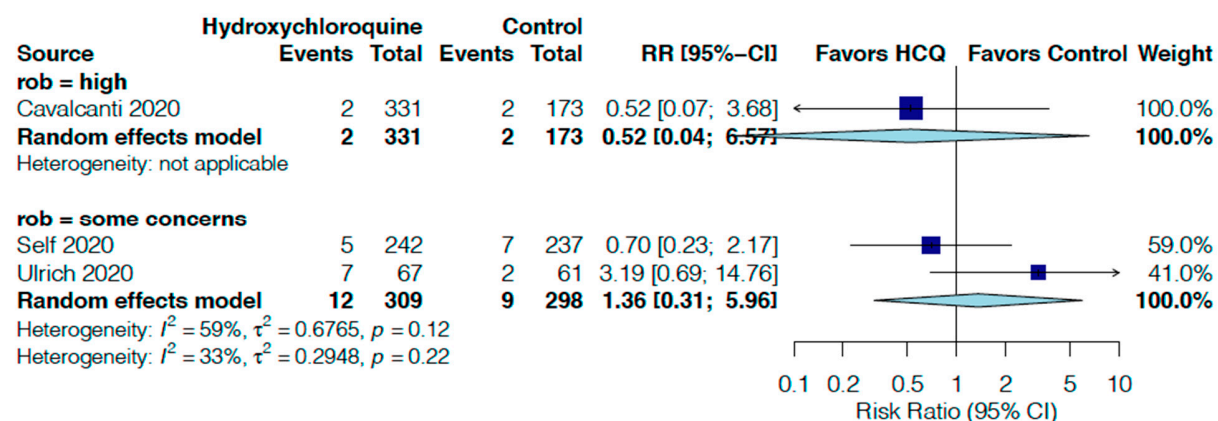 Hydroxychloroquine Control
Source Events Total Events Total RR [95%−CI] Favors HCQ Favors Control Weight
rob = high
Cavalcanti 2020 2 331 2 173 0.52 [0.07; 3.68] 100.0%
Random effects model 2 331 2 173 0.52 [0.04; 6.57] 100.0%
Heterogeneity: not applicable
rob = some concerns
Self 2020 5 242 7 237 0.70 [0.23; 2.17] 59.0%
Ulrich 2020 7 67 2 61 3.19 [0.69; 14.76] 41.0%
Random effects model 12 309 9 298 1.36 [0.31; 5.96] 100.0%
Heterogeneity: I² = 59%, τ² = 0.6765, p = 0.12
Heterogeneity: I² = 33%, τ² = 0.2948, p = 0.22
0.1 0.2 0.5 1 2 5 10
Risk Ratio (95% CI)